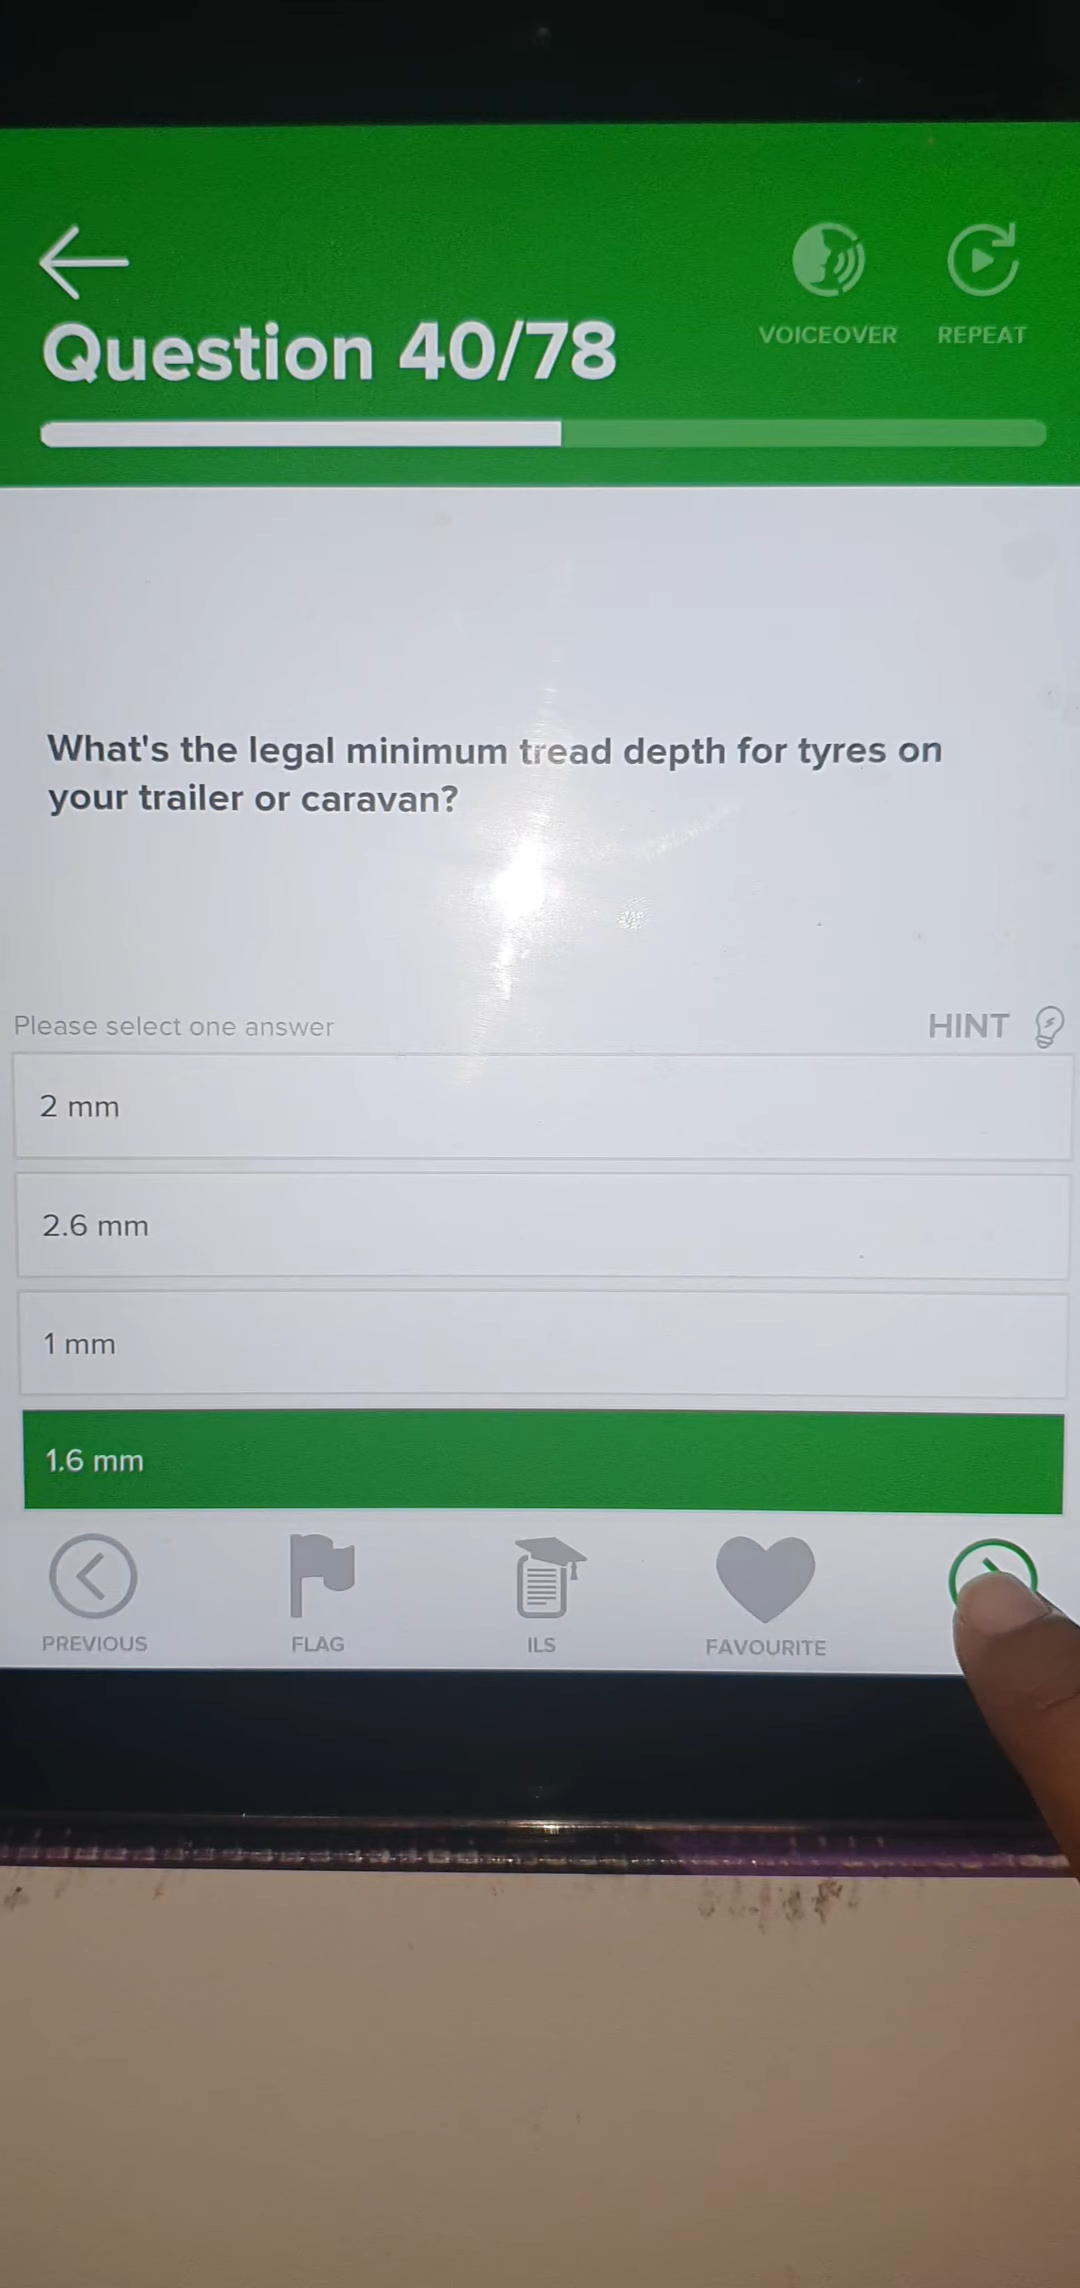 VOICEOVER REPEAT
Question 40/78
What's the legal minimum tread depth for tyres on
your trailer or caravan?
Please select one answer HINT
2 mm
2.6 mm
1 mm
1.6 mm
PREVIOUS FLAG ILS FAVOURITE